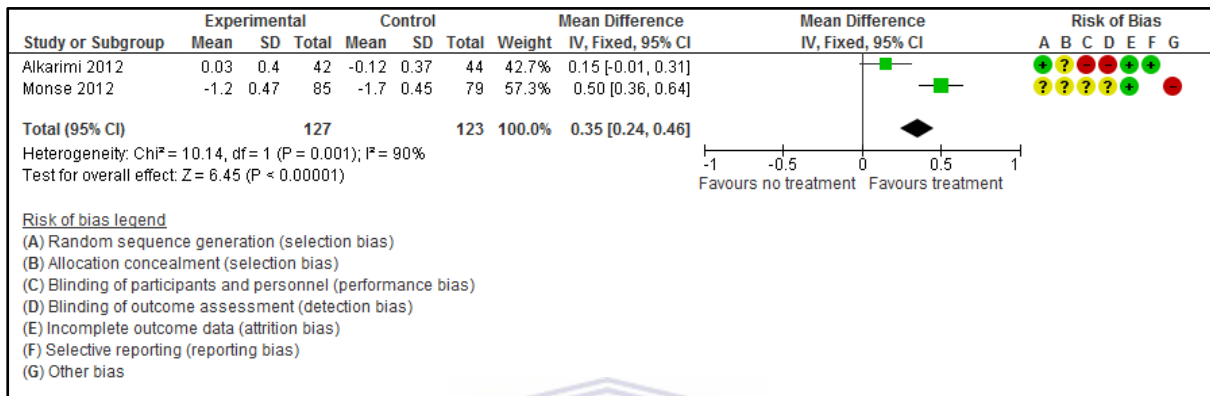 Experimental Control Mean Difference Mean Difference Risk of Bias
Study or Subgroup Mean SD Total Mean SD Total Weight IV, Fixed, 95% CI IV, Fixed, 95% CI A B C D E F G
Alkarimi 2012 0.03 0.4 42 -0.12 0.37 44 42.7% 0.15 [-0.01, 0.31] + ? - - + +
Monse 2012 -1.2 0.47 85 -1.7 0.45 79 57.3% 0.50 [0.36, 0.64] ? ? ? ? + -
Total (95% CI) 127 123 100.0% 0.35 [0.24, 0.46]
Heterogeneity: Chi² = 10.14, df = 1 (P = 0.001); I² = 90%
Test for overall effect: Z = 6.45 (P < 0.00001)
-1 -0.5 0 0.5 1
Favours no treatment Favours treatment
Risk of bias legend
(A) Random sequence generation (selection bias)
(B) Allocation concealment (selection bias)
(C) Blinding of participants and personnel (performance bias)
(D) Blinding of outcome assessment (detection bias)
(E) Incomplete outcome data (attrition bias)
(F) Selective reporting (reporting bias)
(G) Other bias